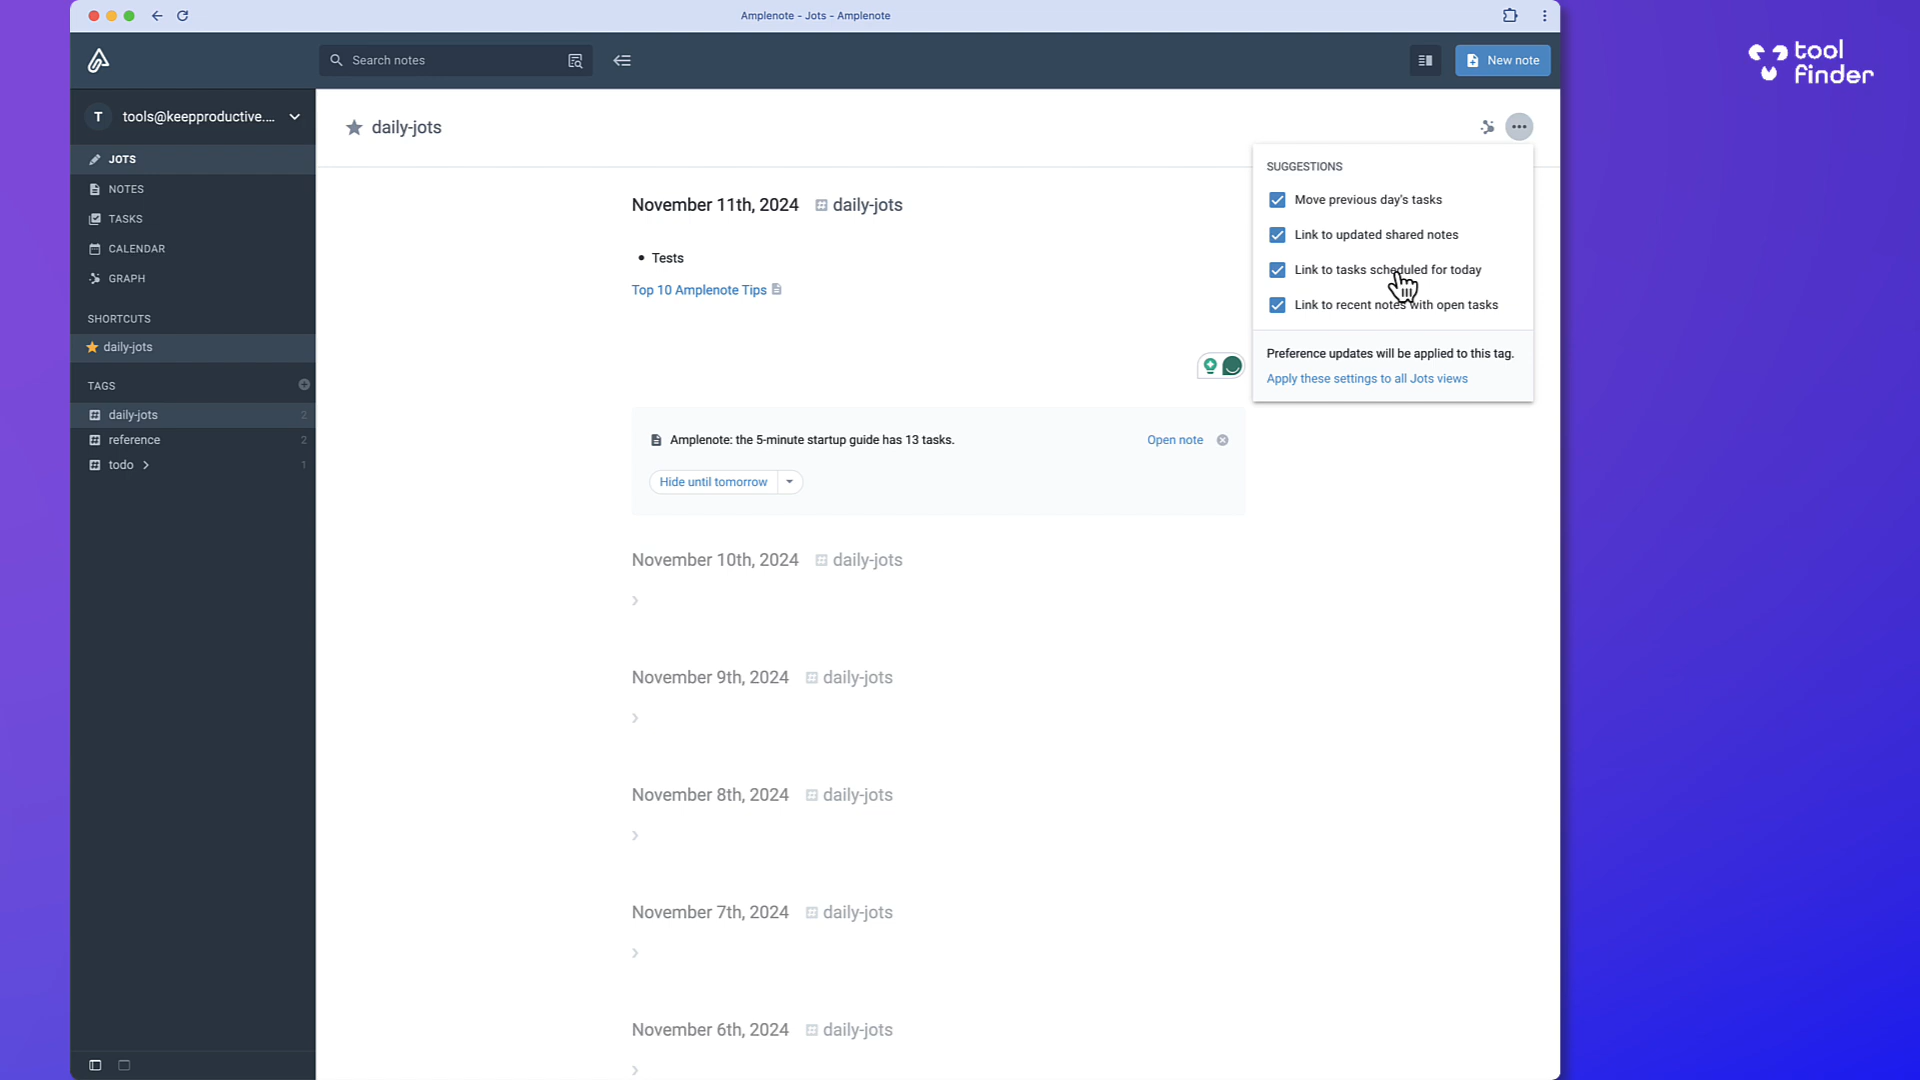 Amplenote - Jots - Amplenote
tool
finder
Search notes
New note
T
tools@keepproductive....
JOTS
NOTES
TASKS
CALENDAR
GRAPH
SHORTCUTS
daily-jots
TAGS
daily-jots 2
reference 2
todo 1
daily-jots
SUGGESTIONS
Move previous day's tasks
Link to updated shared notes
Link to tasks scheduled for today
Link to recent notes with open tasks
Preference updates will be applied to this tag.
Apply these settings to all Jots views
November 11th, 2024 daily-jots
• Tests
Top 10 Amplenote Tips
Amplenote: the 5-minute startup guide has 13 tasks. Open note
Hide until tomorrow
November 10th, 2024 daily-jots
November 9th, 2024 daily-jots
November 8th, 2024 daily-jots
November 7th, 2024 daily-jots
November 6th, 2024 daily-jots